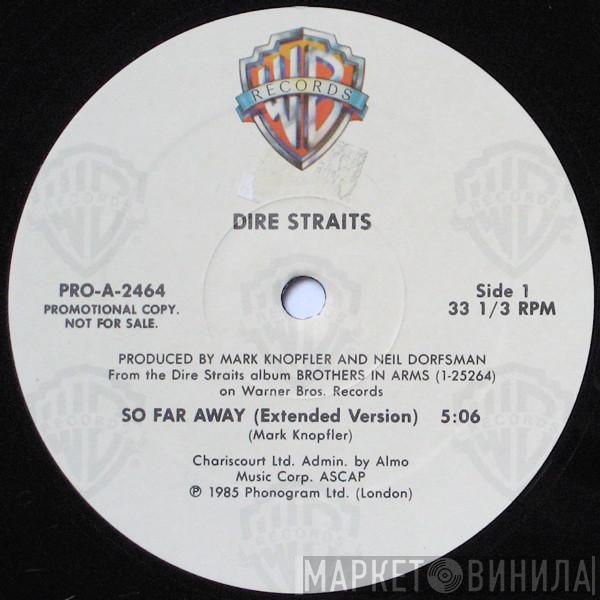 WB
RECORDS
DIRE STRAITS
PRO-A-2464
PROMOTIONAL COPY.
NOT FOR SALE.
Side 1
33 1/3 RPM
PRODUCED BY MARK KNOPFLER AND NEIL DORFSMAN
From the Dire Straits album BROTHERS IN ARMS (1-25264)
on Warner Bros. Records
SO FAR AWAY (Extended Version) 5:06
(Mark Knopfler)
Chariscourt Ltd. Admin. by Almo
Music Corp. ASCAP
℗ 1985 Phonogram Ltd. (London)
МАРКЕТ ВИНИЛА